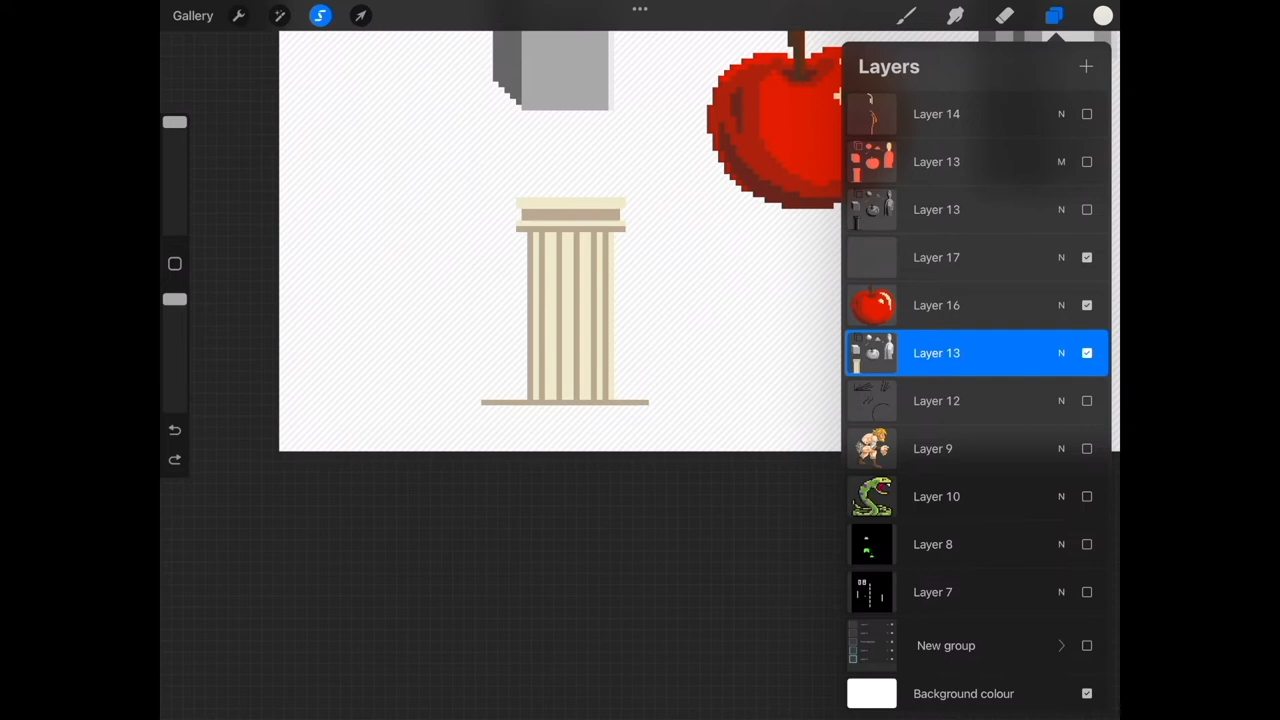 Gallery
Layers
Layer 14 N
Layer 13 M
Layer 13 N
Layer 17 N
Layer 16 N
Layer 13 N
Layer 12 N
Layer 9 N
Layer 10 N
Layer 8 N
Layer 7 N
New group
Background colour